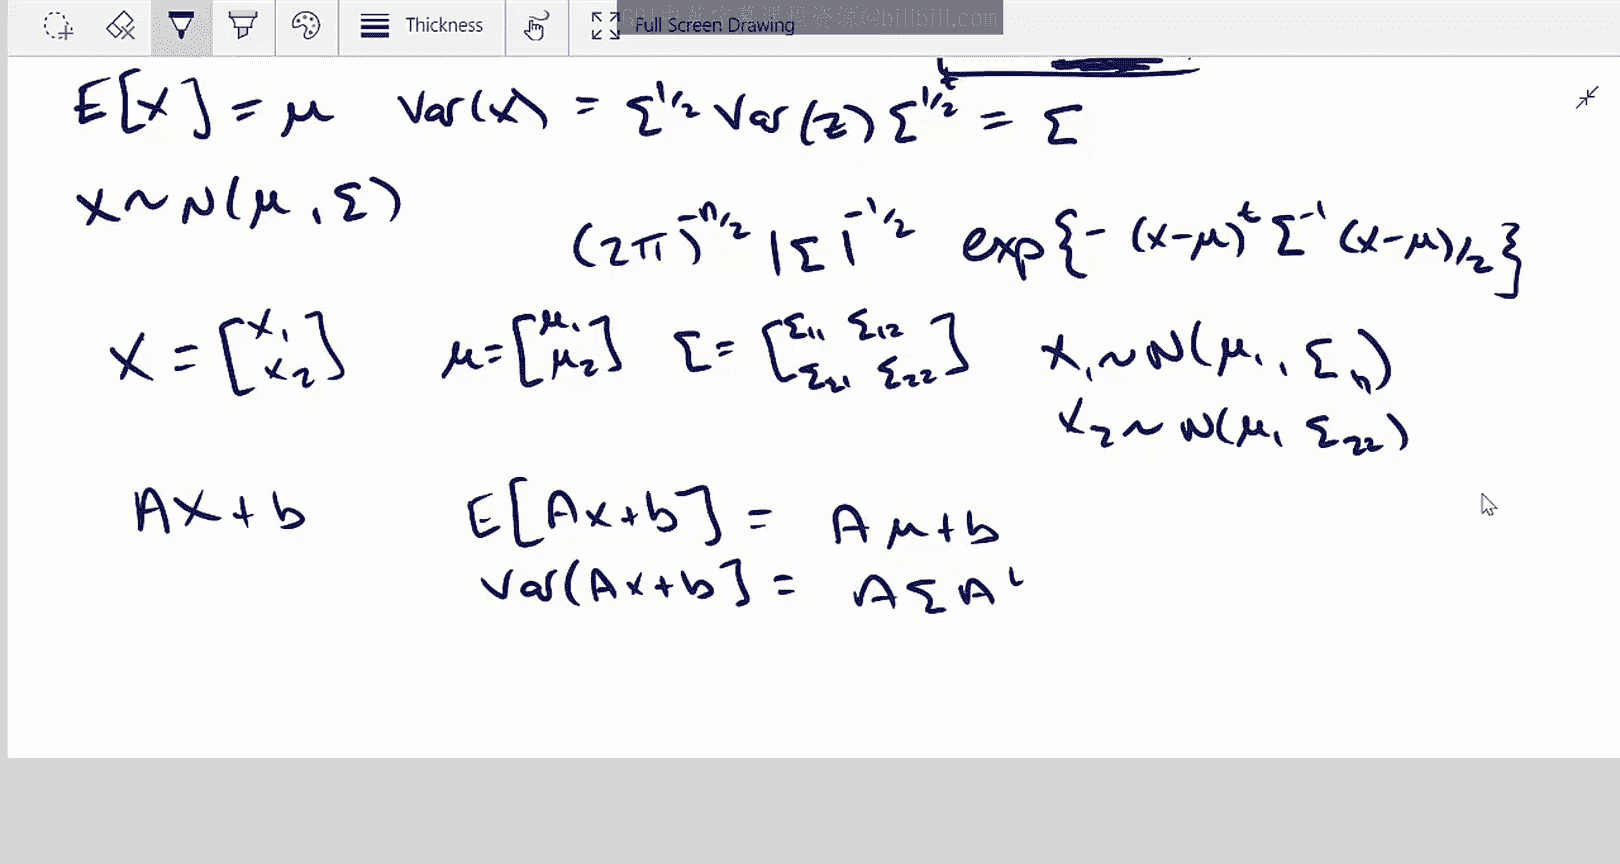 Thickness Full Screen Drawing
E[X] = μ Var(x) = Σ^{1/2} Var(z) Σ^{1/2 t} = Σ
X ~ N(μ, Σ)
(2π)^{-n/2} |Σ|^{-1/2} exp{-(x-μ)^t Σ^{-1} (x-μ)/2}
X = [x₁ x₂] μ = [μ₁ μ₂] Σ = [Σ₁₁ Σ₁₂ Σ₂₁ Σ₂₂] X₁ ~ N(μ₁, Σ₁₁)
X₂ ~ N(μ, Σ₂₂)
AX + b E[Ax+b] = Aμ+b
Var(Ax+b] = AΣA^t